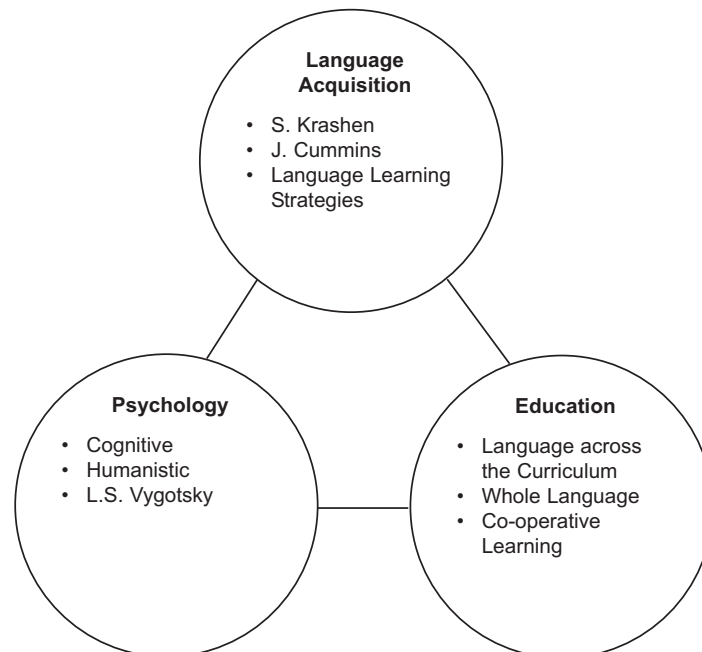 Language
Acquisition
• S. Krashen
• J. Cummins
• Language Learning
Strategies
Psychology
• Cognitive
• Humanistic
• L.S. Vygotsky
Education
• Language across
the Curriculum
• Whole Language
• Co-operative
Learning